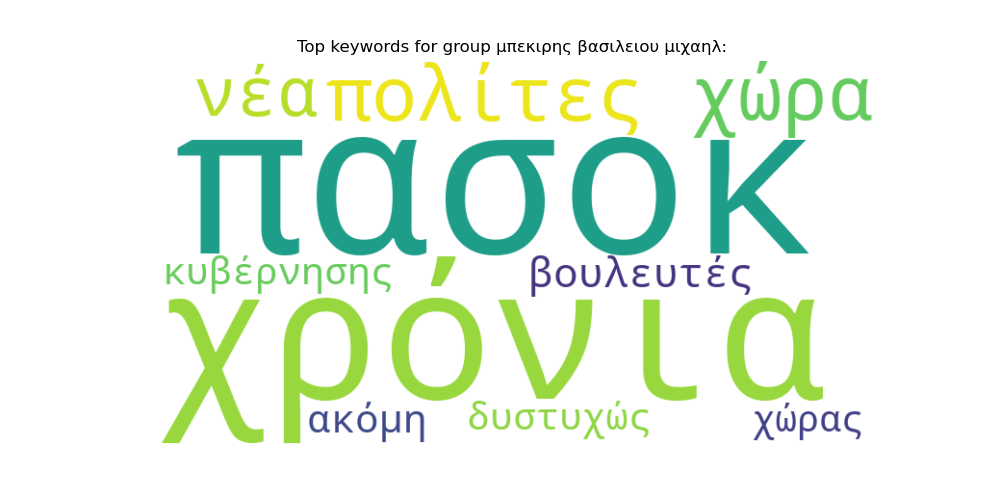 Top keywords for group μπεκιρης βασιλειου μιχαηλ:
νέα πολίτες χώρα
πασοκ
κυβέρνησης βουλευτές
χρόνια
ακόμη δυστυχώς χώρας